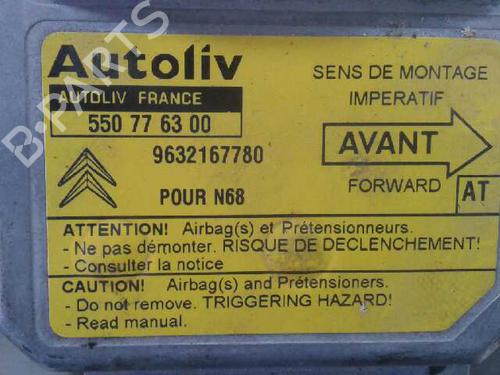 Autoliv
AUTOLIV FRANCE
550 77 63 00
9632167780
POUR N68
SENS DE MONTAGE
IMPERATIF
AVANT
FORWARD
AT
ATTENTION! Airbag(s) et Prétensionneurs.
- Ne pas démonter. RISQUE DE DECLENCHEMENT!
- Consulter la notice
CAUTION! Airbag(s) and Prétensioners.
- Do not remove. TRIGGERING HAZARD!
- Read manual.
B-PARTS